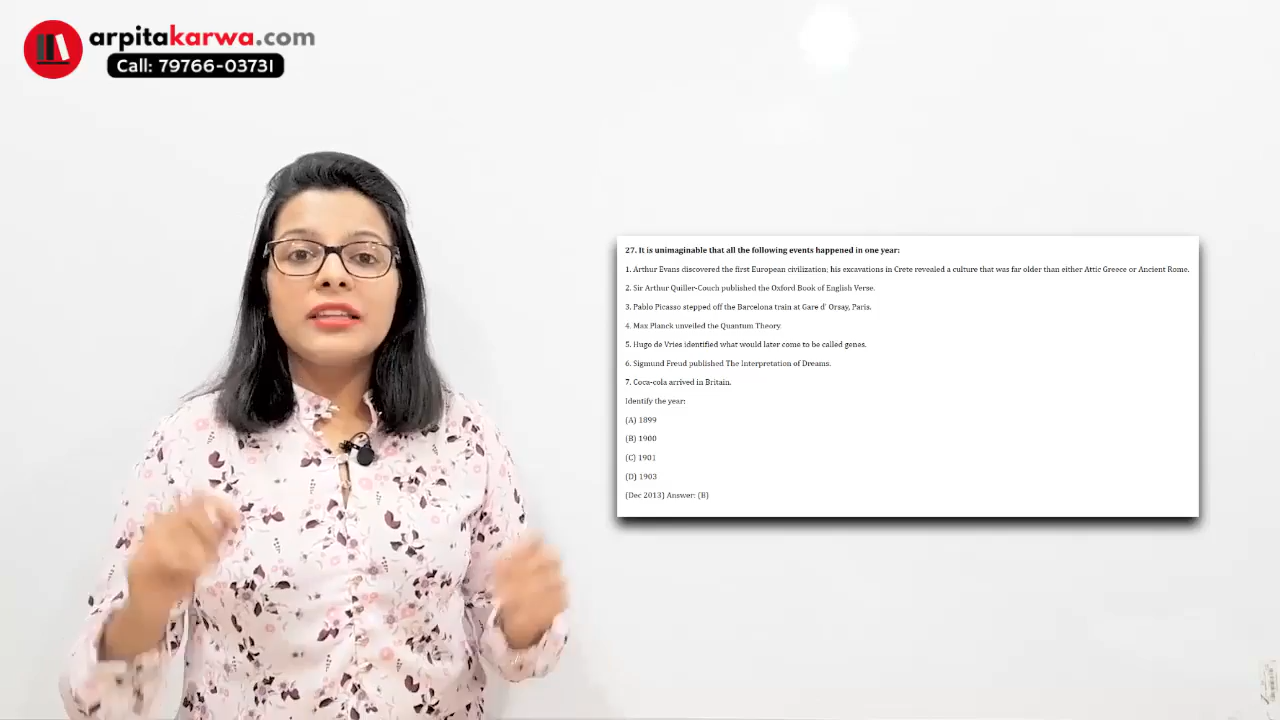 arpitakarwa.com
Call: 79766-03731
27. It is unimaginable that all the following events happened in one year:
1. Arthur Evans discovered the first European civilization; his excavations in Crete revealed a culture that was far older than either Attic Greece or Ancient Rome.
2. Sir Arthur Quiller-Couch published the Oxford Book of English Verse.
3. Pablo Picasso stepped off the Barcelona train at Gare d' Orsay, Paris.
4. Max Planck unveiled the Quantum Theory.
5. Hugo de Vries identified what would later come to be called genes.
6. Sigmund Freud published The Interpretation of Dreams.
7. Coca-cola arrived in Britain.
Identify the year:
(A) 1899
(B) 1900
(C) 1901
(D) 1903
(Dec 2013) Answer: (B)